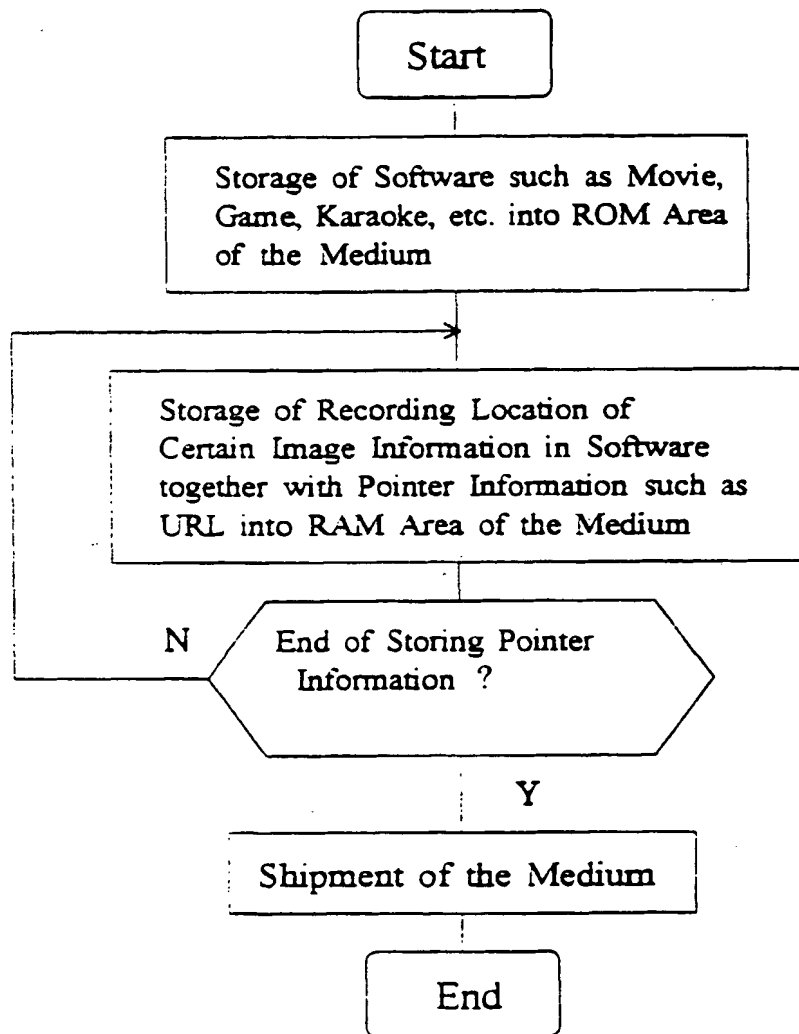 Start
Storage of Software such as Movie,
Game, Karaoke, etc. into ROM Area
of the Medium
Storage of Recording Location of
Certain Image Information in Software
together with Pointer Information such as
URL into RAM Area of the Medium
N
End of Storing Pointer
Information ?
Y
Shipment of the Medium
End